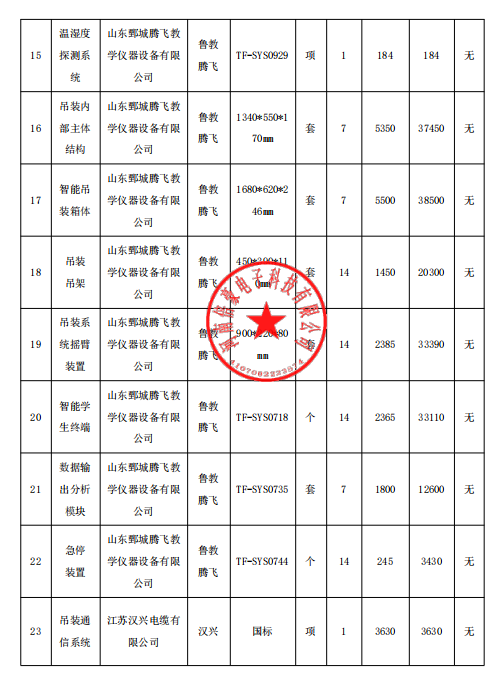 15 温湿度探测系统 山东鄄城腾飞教学仪器设备有限公司 鲁教腾飞 TF-SYS0929 项 1 184 184 无
16 吊装内部主体结构 山东鄄城腾飞教学仪器设备有限公司 鲁教腾飞 1340*550*170mm 套 7 5350 37450 无
17 智能吊装箱体 山东鄄城腾飞教学仪器设备有限公司 鲁教腾飞 1680*620*246mm 套 7 5500 38500 无
18 吊装吊架 山东鄄城腾飞教学仪器设备有限公司 鲁教腾飞 套 14 1450 20300 无
19 吊装系统摇臂装置 山东鄄城腾飞教学仪器设备有限公司 鲁教腾飞 14 2385 33390 无
20 智能学生终端 山东鄄城腾飞教学仪器设备有限公司 鲁教腾飞 TF-SYS0718 个 14 2365 33110 无
21 数据输出分析模块 山东鄄城腾飞教学仪器设备有限公司 鲁教腾飞 TF-SYS0735 套 7 1800 12600 无
22 急停装置 山东鄄城腾飞教学仪器设备有限公司 鲁教腾飞 TF-SYS0744 个 14 245 3430 无
23 吊装通信系统 江苏汉兴电缆有限公司 汉兴 国标 项 1 3630 3630 无
电子科技有限公司